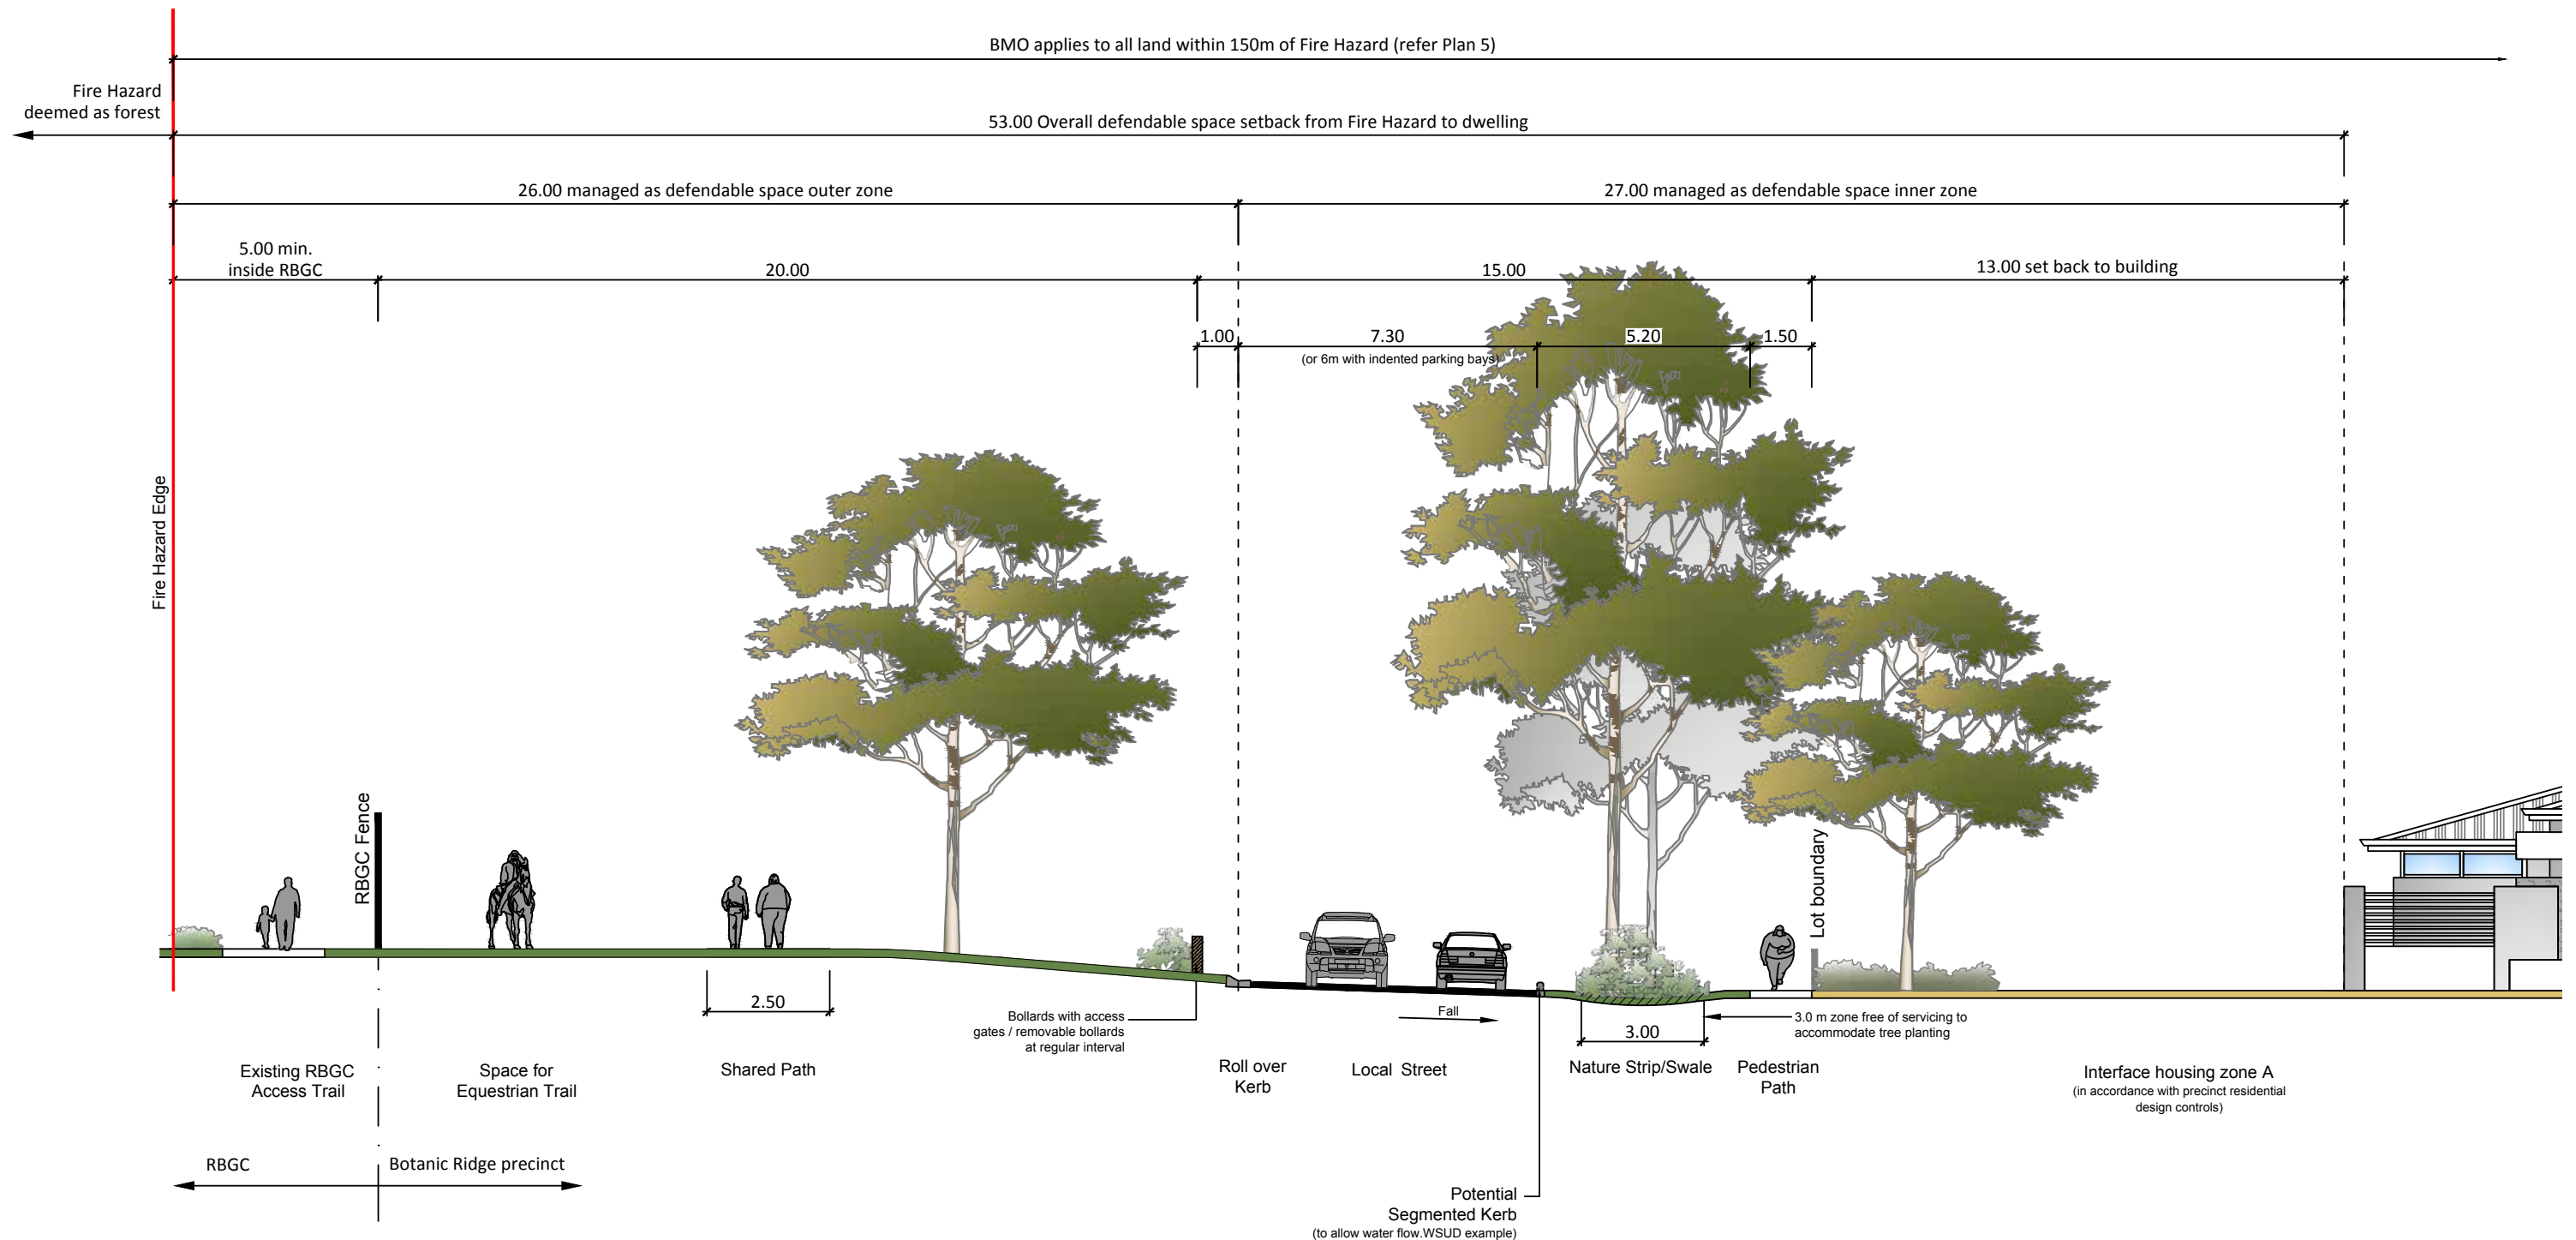 BMO applies to all land within 150m of Fire Hazard (refer Plan 5)
Fire Hazard
deemed as forest
53.00 Overall defendable space setback from Fire Hazard to dwelling
26.00 managed as defendable space outer zone
27.00 managed as defendable space inner zone
5.00 min.
inside RBGC
20.00
15.00
13.00 set back to building
1.00
7.30
(or 6m with indented parking bays)
5.20
1.50
Fire Hazard Edge
RBGC Fence
Lot boundary
2.50
Bollards with access
gates / removable bollards
at regular interval
Fall
3.00
3.0 m zone free of servicing to
accommodate tree planting
Existing RBGC
Access Trail
Space for
Equestrian Trail
Shared Path
Roll over
Kerb
Local Street
Nature Strip/Swale
Pedestrian
Path
Interface housing zone A
(in accordance with precinct residential
design controls)
RBGC
Botanic Ridge precinct
Potential
Segmented Kerb
(to allow water flow.WSUD example)